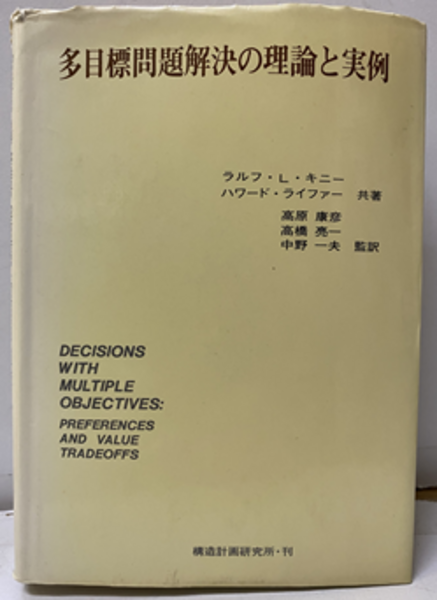 多目標問題解決の理論と実例
ラルフ・L・キニー
ハワード・ライファー 共著
高原 康彦
高橋 亮一
中野 一夫 監訳
DECISIONS
WITH
MULTIPLE
OBJECTIVES:
PREFERENCES
AND VALUE
TRADEOFFS
構造計画研究所・刊